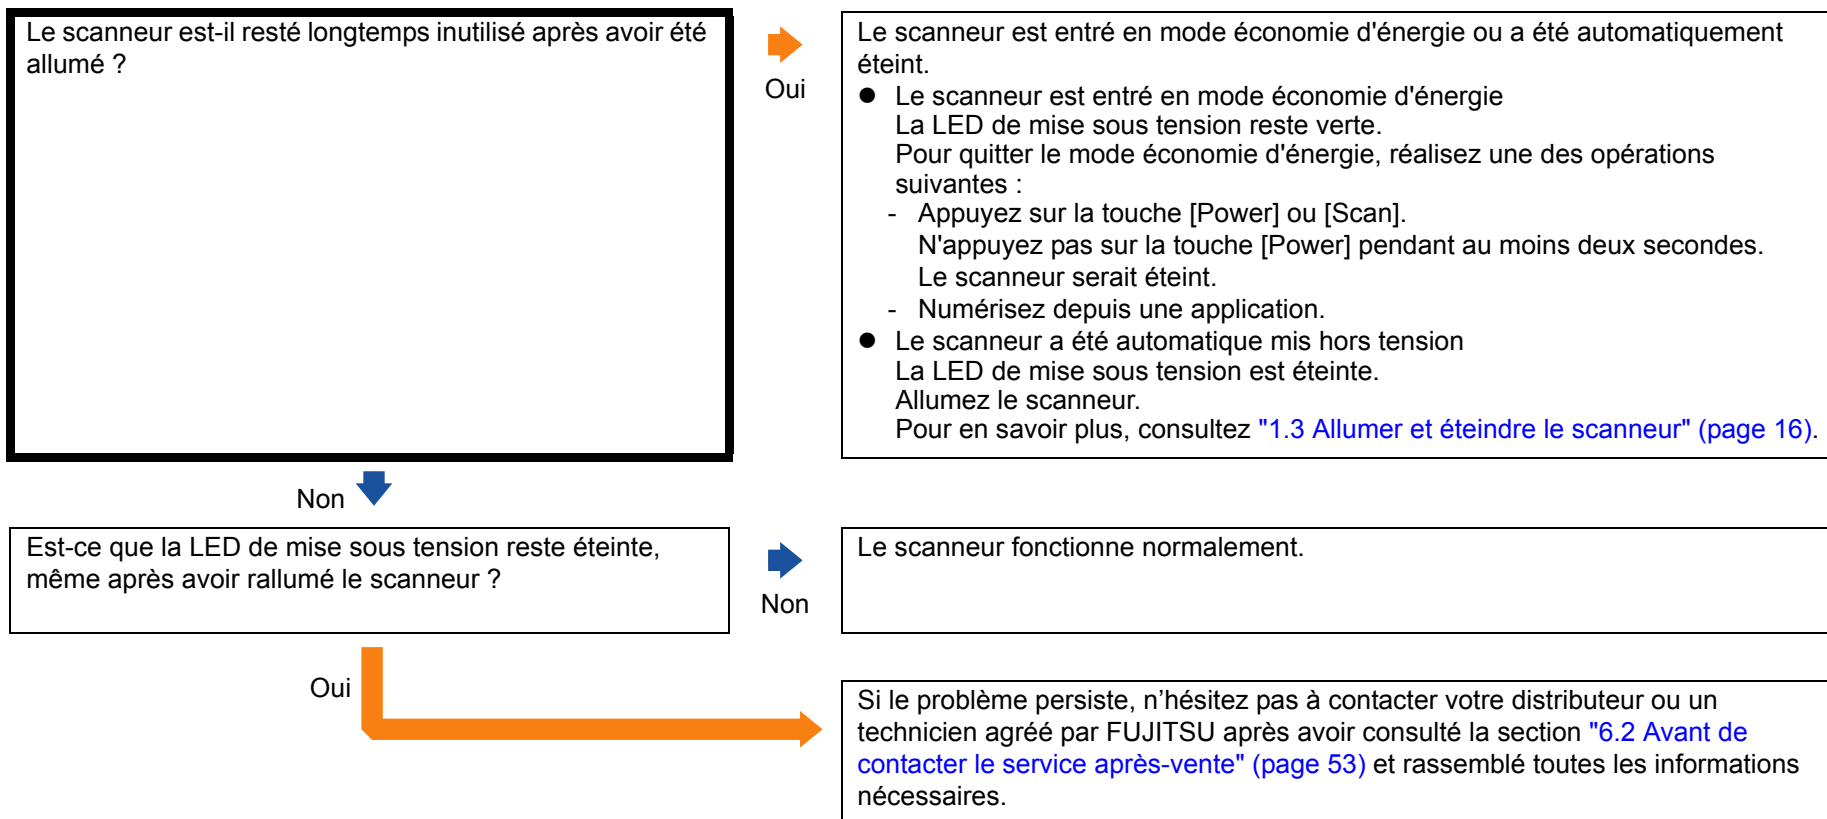 Le scanneur est-il resté longtemps inutilisé après avoir été
allumé ?
Oui
Le scanneur est entré en mode économie d'énergie ou a été automatiquement
éteint.
● Le scanneur est entré en mode économie d'énergie
La LED de mise sous tension reste verte.
Pour quitter le mode économie d'énergie, réalisez une des opérations
suivantes :
- Appuyez sur la touche [Power] ou [Scan].
N'appuyez pas sur la touche [Power] pendant au moins deux secondes.
Le scanneur serait éteint.
- Numérisez depuis une application.
● Le scanneur a été automatique mis hors tension
La LED de mise sous tension est éteinte.
Allumez le scanneur.
Pour en savoir plus, consultez "1.3 Allumer et éteindre le scanneur" (page 16).
Non
Est-ce que la LED de mise sous tension reste éteinte,
même après avoir rallumé le scanneur ?
Non
Le scanneur fonctionne normalement.
Oui
Si le problème persiste, n’hésitez pas à contacter votre distributeur ou un
technicien agréé par FUJITSU après avoir consulté la section "6.2 Avant de
contacter le service après-vente" (page 53) et rassemblé toutes les informations
nécessaires.